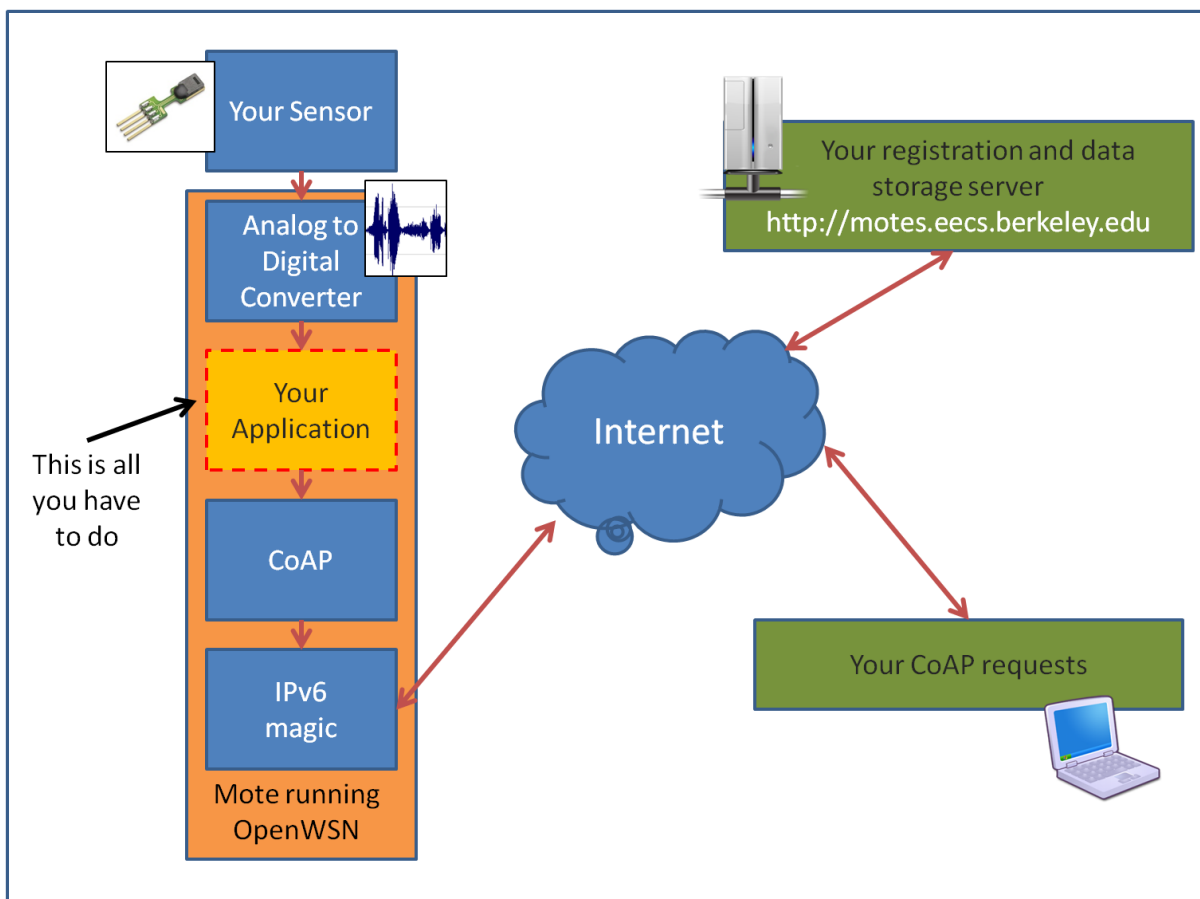 Your Sensor
Analog to
Digital
Converter
Your
Application
This is all
you have
to do
CoAP
IPv6
magic
Mote running
OpenWSN
Internet
Your registration and data
storage server
http://motes.eecs.berkeley.edu
Your CoAP requests